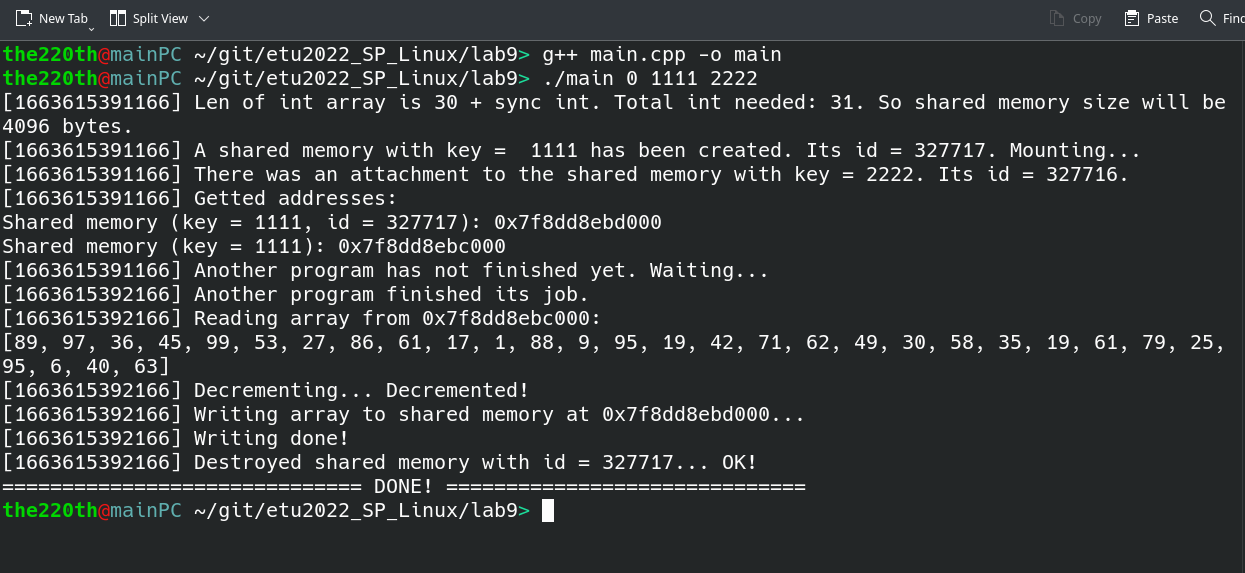 New Tab Split View Copy Paste Find
the220th@mainPC ~/git/etu2022_SP_Linux/lab9> g++ main.cpp -o main
the220th@mainPC ~/git/etu2022_SP_Linux/lab9> ./main 0 1111 2222
[1663615391166] Len of int array is 30 + sync int. Total int needed: 31. So shared memory size will be
4096 bytes.
[1663615391166] A shared memory with key =  1111 has been created. Its id = 327717. Mounting...
[1663615391166] There was an attachment to the shared memory with key = 2222. Its id = 327716.
[1663615391166] Getted addresses:
Shared memory (key = 1111, id = 327717): 0x7f8dd8ebd000
Shared memory (key = 1111): 0x7f8dd8ebc000
[1663615391166] Another program has not finished yet. Waiting...
[1663615392166] Another program finished its job.
[1663615392166] Reading array from 0x7f8dd8ebc000:
[89, 97, 36, 45, 99, 53, 27, 86, 61, 17, 1, 88, 9, 95, 19, 42, 71, 62, 49, 30, 58, 35, 19, 61, 79, 25,
95, 6, 40, 63]
[1663615392166] Decrementing... Decremented!
[1663615392166] Writing array to shared memory at 0x7f8dd8ebd000...
[1663615392166] Writing done!
[1663615392166] Destroyed shared memory with id = 327717... OK!
============================== DONE! ==============================
the220th@mainPC ~/git/etu2022_SP_Linux/lab9>